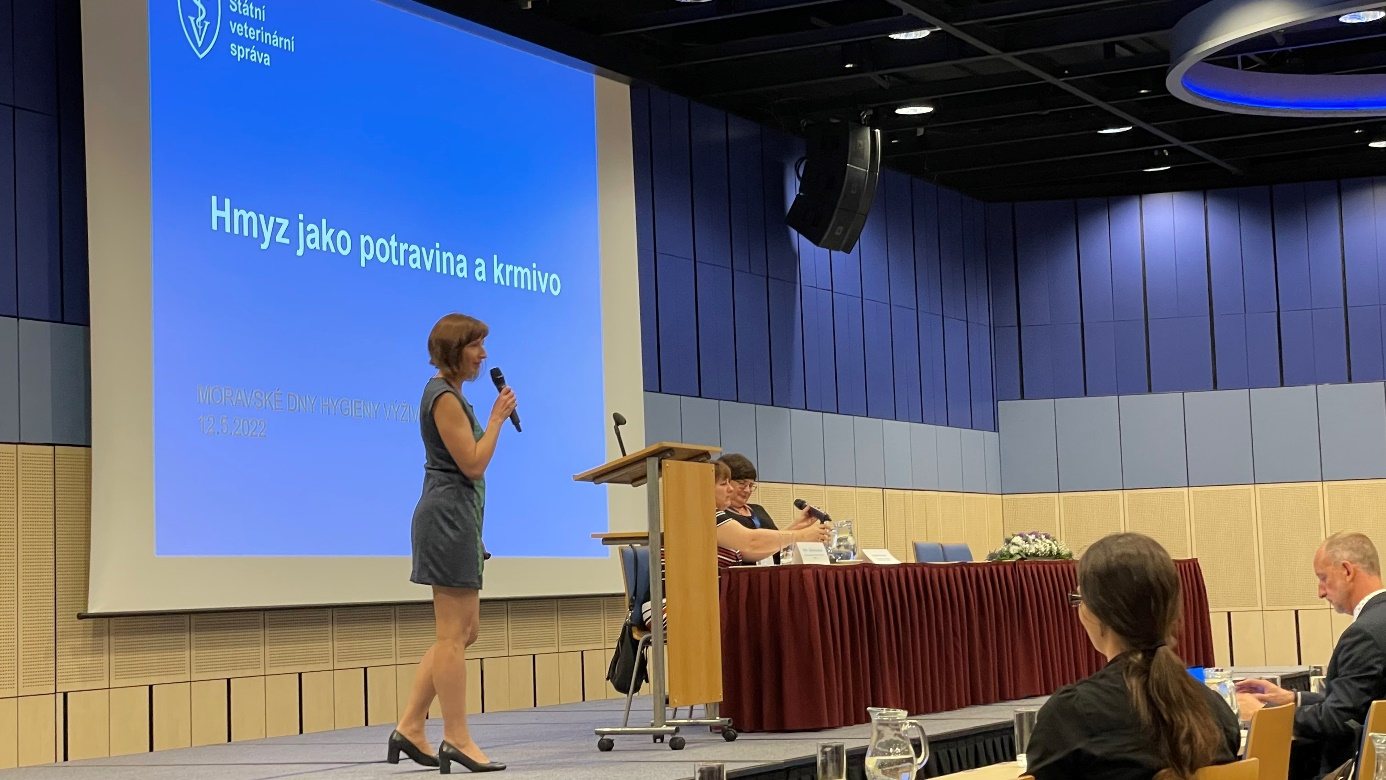 Státní
veterinární
správa
Hmyz jako potravina a krmivo
MORAVSKÉ DNY HYGIENY
12.5.2022